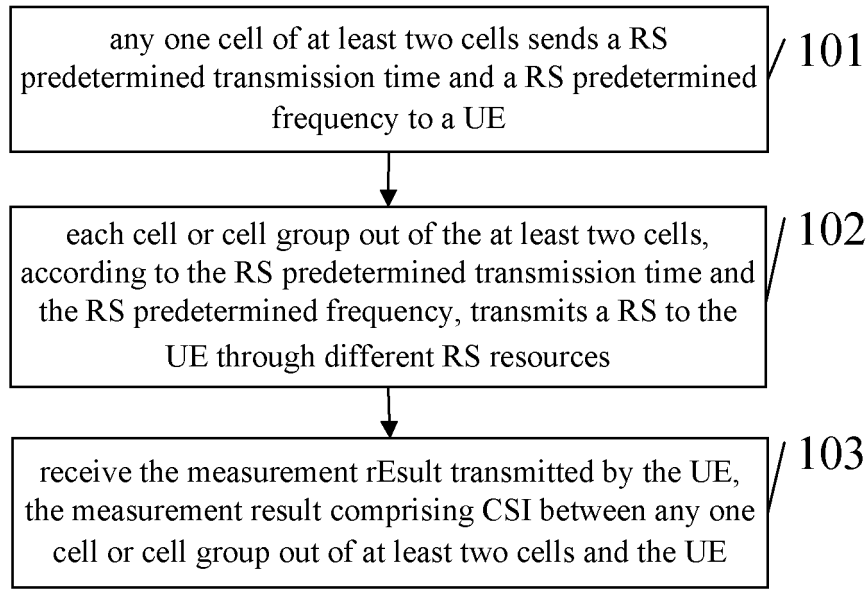 any one cell of at least two cells sends a RS
predetermined transmission time and a RS predetermined
frequency to a UE
101
each cell or cell group out of the at least two cells,
according to the RS predetermined transmission time and
the RS predetermined frequency, transmits a RS to the
UE through different RS resources
102
receive the measurement rEsult transmitted by the UE,
the measurement result comprising CSI between any one
cell or cell group out of at least two cells and the UE
103